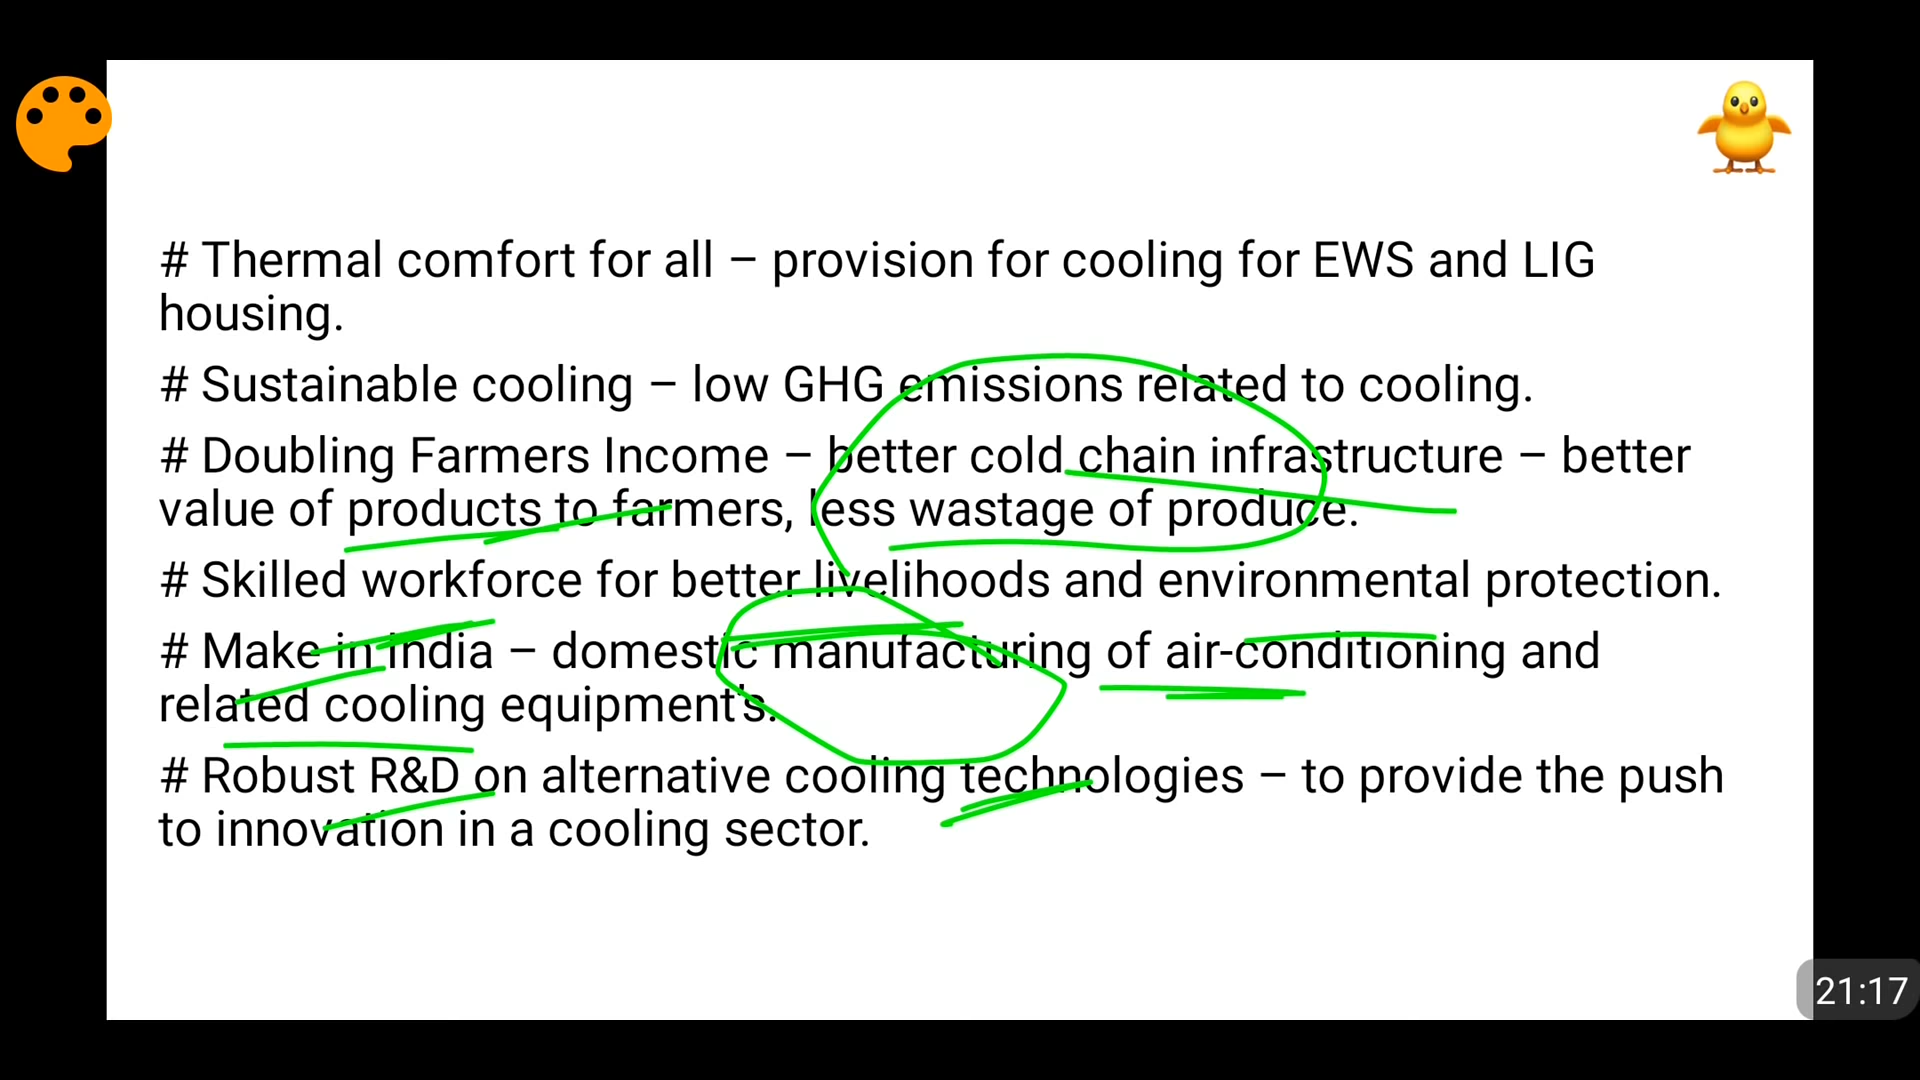 # Thermal comfort for all – provision for cooling for EWS and LIG
housing.
# Sustainable cooling – low GHG emissions related to cooling.
# Doubling Farmers Income – better cold chain infrastructure – better
value of products to farmers, less wastage of produce.
# Skilled workforce for better livelihoods and environmental protection.
# Make in India – domestic manufacturing of air-conditioning and
related cooling equipment's.
# Robust R&D on alternative cooling technologies – to provide the push
to innovation in a cooling sector.
21:17